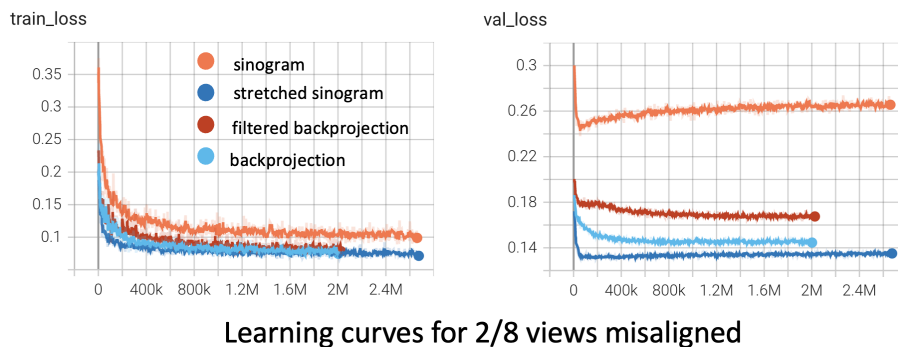 train_loss
0.35
0.3
0.25
0.2
0.15
0.1
0
400k
800k
1.2M
1.6M
2M
2.4M
sinogram
stretched sinogram
filtered backprojection
backprojection
val_loss
0.3
0.26
0.22
0.18
0.14
0
400k
800k
1.2M
1.6M
2M
2.4M
Learning curves for 2/8 views misaligned